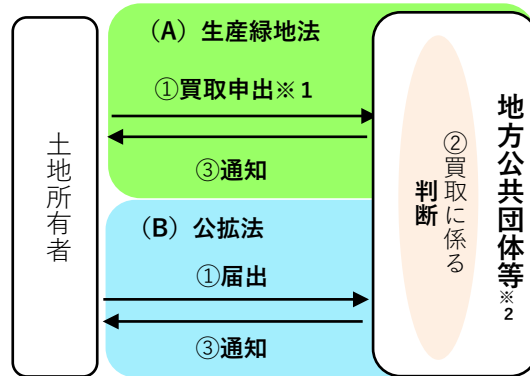 （A）生産緑地法
①買取申出※１
③通知
土地所有者
（B）公拡法
①届出
③通知
②買取に係る
判断
地方公共団体等※2